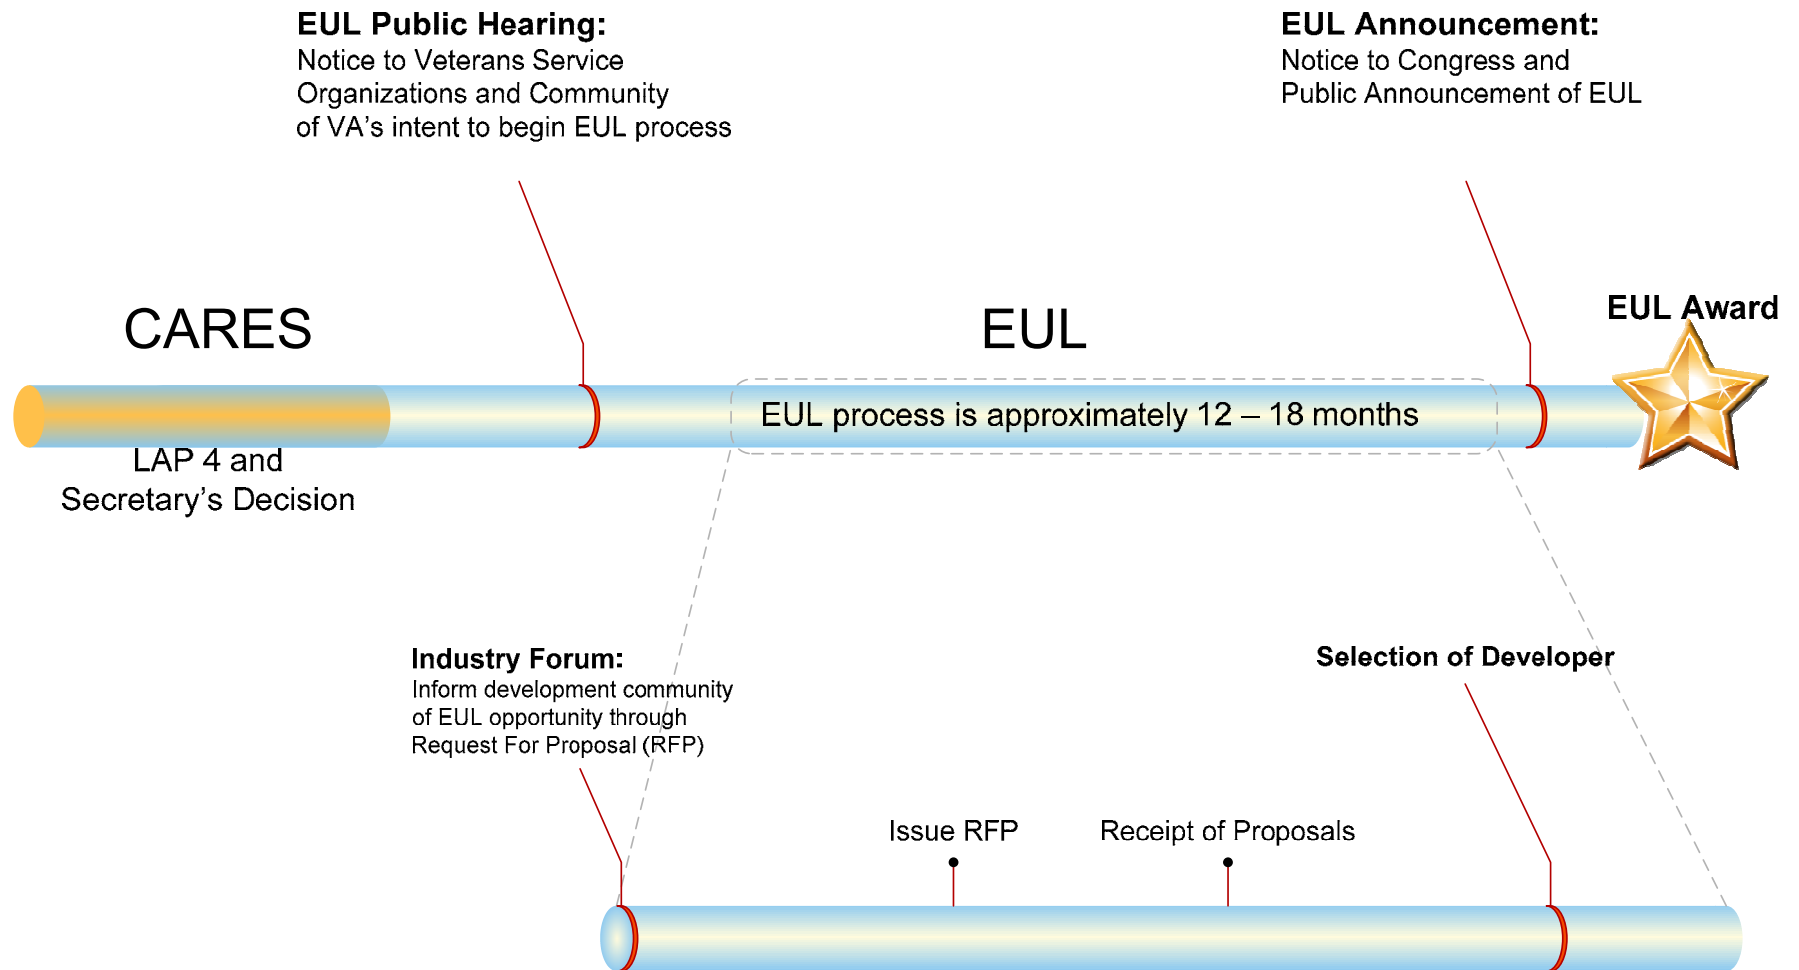 EUL Public Hearing:
Notice to Veterans Service
Organizations and Community
of VA's intent to begin EUL process
EUL Announcement:
Notice to Congress and
Public Announcement of EUL
CARES
EUL
EUL Award
EUL process is approximately 12 – 18 months
LAP 4 and
Secretary's Decision
Industry Forum:
Inform development community
of EUL opportunity through
Request For Proposal (RFP)
Selection of Developer
Issue RFP
Receipt of Proposals